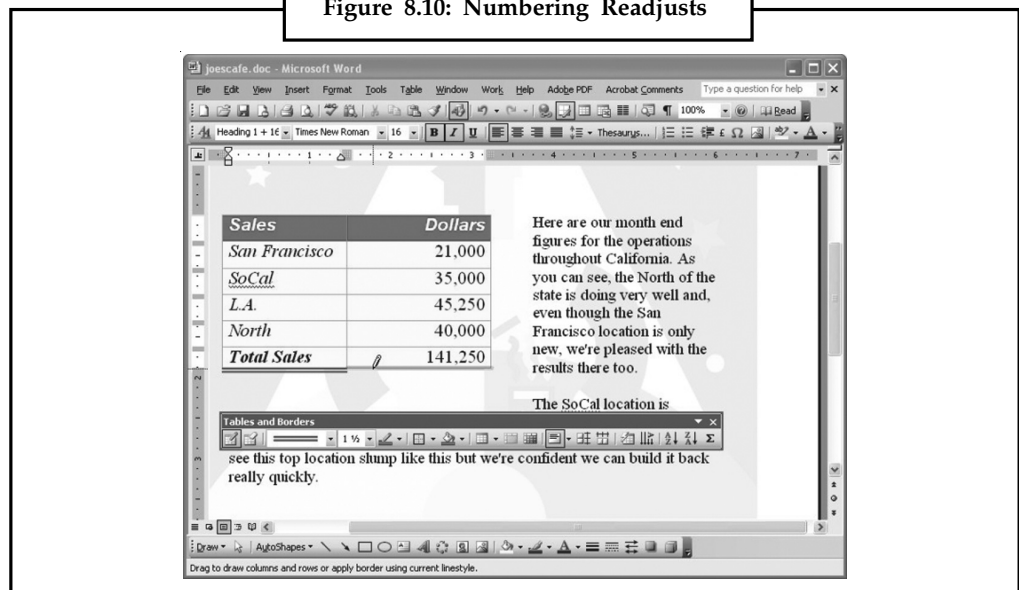 Figure 8.10: Numbering Readjusts
joescafe.doc - Microsoft Word
File Edit View Insert Format Tools Table Window Work Help Adobe PDF Acrobat Comments Type a question for help
100% Read
Heading 1 + 16 Times New Roman 16 B I U Thesaurus...
1 2 3 4 5 6 7
Sales Dollars
San Francisco 21,000
SoCal 35,000
L.A. 45,250
North 40,000
Total Sales 141,250
Here are our month end
figures for the operations
throughout California. As
you can see, the North of the
state is doing very well and,
even though the San
Francisco location is only
new, we're pleased with the
results there too.
The SoCal location is
Tables and Borders
1 ½
see this top location slump like this but we're confident we can build it back
really quickly.
Draw AutoShapes
Drag to draw columns and rows or apply border using current linestyle.